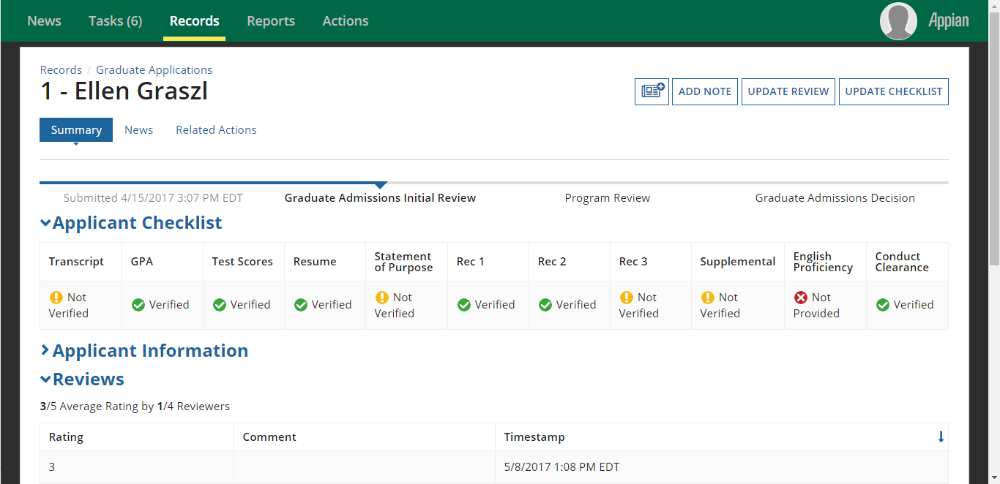 News Tasks (6) Records Reports Actions Appian
Records / Graduate Applications
1 - Ellen Graszl
ADD NOTE UPDATE REVIEW UPDATE CHECKLIST
Summary News Related Actions
Submitted 4/15/2017 3:07 PM EDT Graduate Admissions Initial Review Program Review Graduate Admissions Decision
Applicant Checklist
Transcript GPA Test Scores Resume Statement of Purpose Rec 1 Rec 2 Rec 3 Supplemental English Proficiency Conduct Clearance
Not Verified Verified Verified Verified Not Verified Verified Verified Not Verified Not Verified Not Provided Verified
Applicant Information
Reviews
3/5 Average Rating by 1/4 Reviewers
Rating Comment Timestamp
3 5/8/2017 1:08 PM EDT